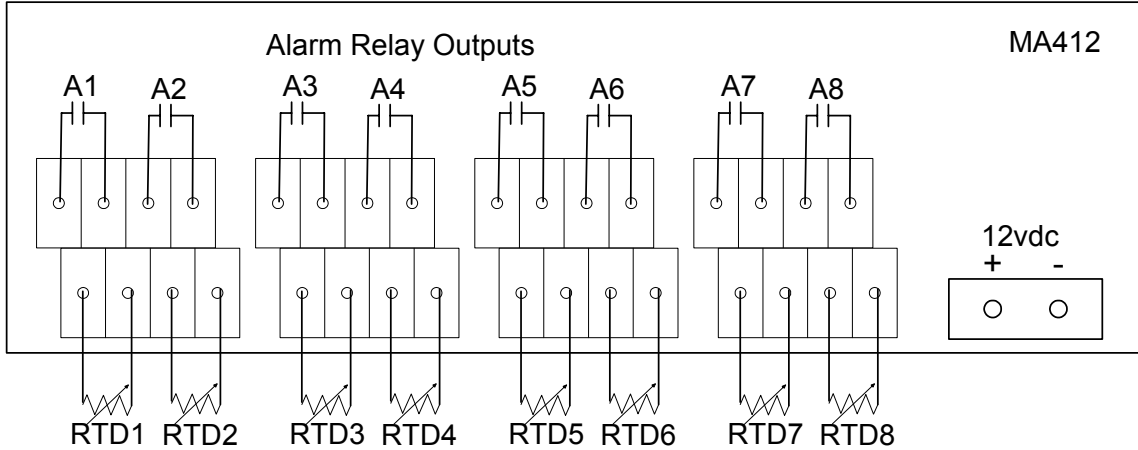 Alarm Relay Outputs MA412
A1 A2 A3 A4 A5 A6 A7 A8
12vdc
+ -
RTD1 RTD2 RTD3 RTD4 RTD5 RTD6 RTD7 RTD8